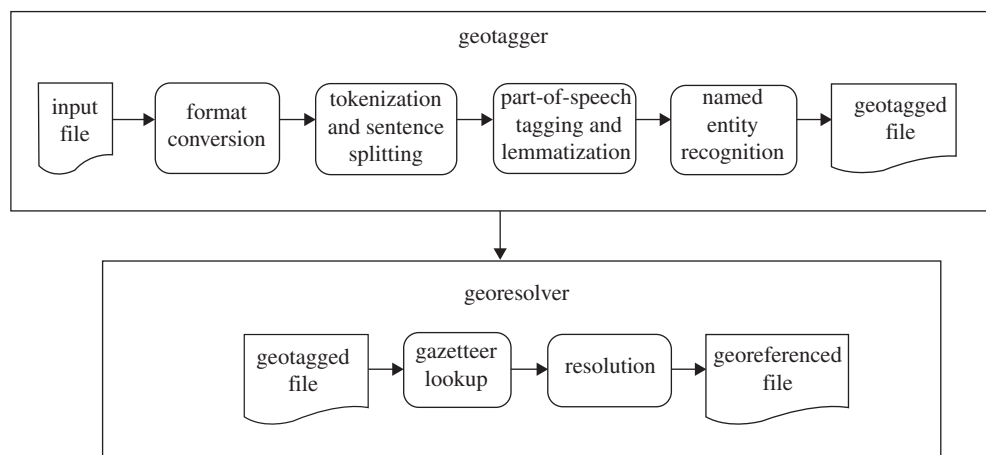 geotagger
input
file
format
conversion
tokenization
and sentence
splitting
part-of-speech
tagging and
lemmatization
named
entity
recognition
geotagged
file
georesolver
geotagged
file
gazetteer
lookup
resolution
georeferenced
file